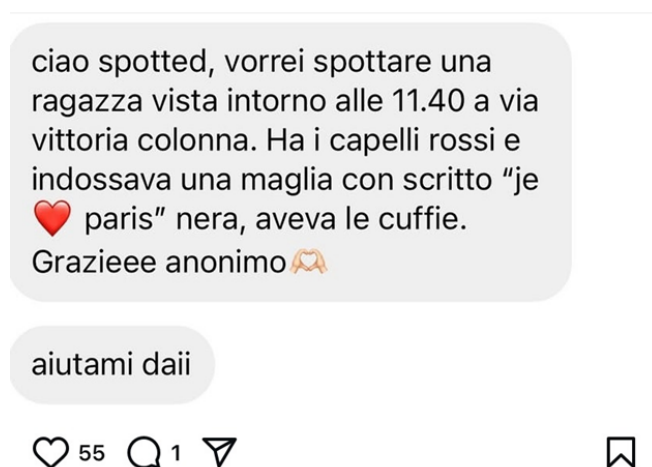 ciao spotted, vorrei spottare una
ragazza vista intorno alle 11.40 a via
vittoria colonna. Ha i capelli rossi e
indossava una maglia con scritto “je
❤️ paris” nera, aveva le cuffie.
Grazieee anonimo🫶🏻
aiutami daii
55 1